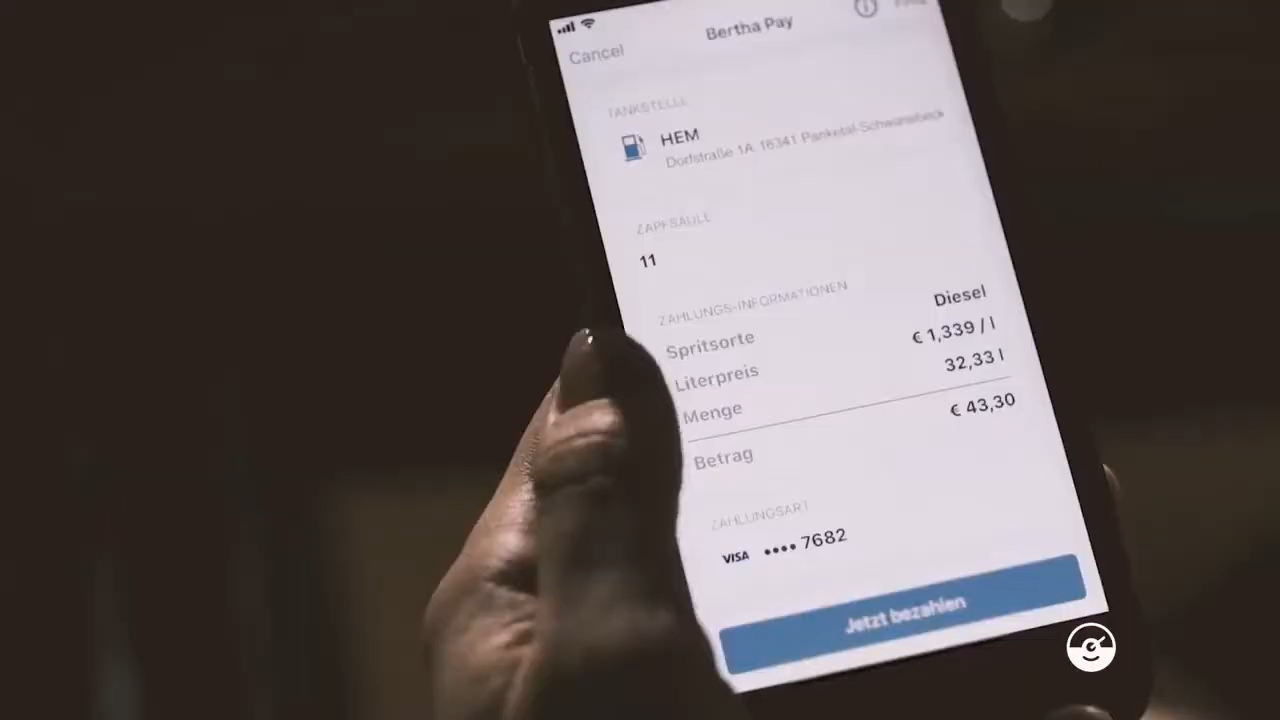 Bertha Pay
Cancel
TANKSTELLE
HEM
Dorfstraße 1A 16341 Panketal-Schwanebeck
ZAPFSÄULE
11
ZAHLUNGS-INFORMATIONEN
Spritsorte Diesel
Literpreis € 1,339 / l
Menge 32,33 l
Betrag € 43,30
ZAHLUNGSART
VISA •••• 7682
Jetzt bezahlen